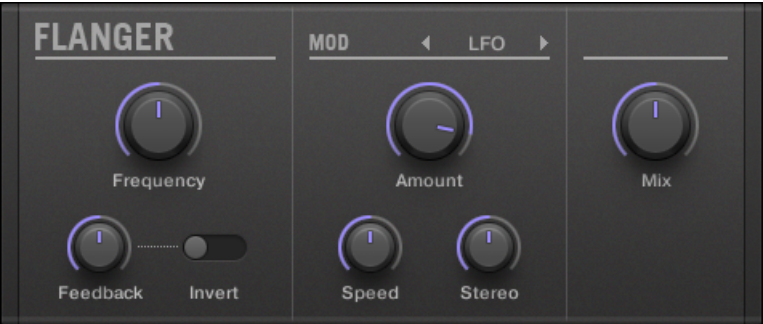 FLANGER
MOD LFO
Frequency
Amount
Mix
Feedback Invert
Speed Stereo